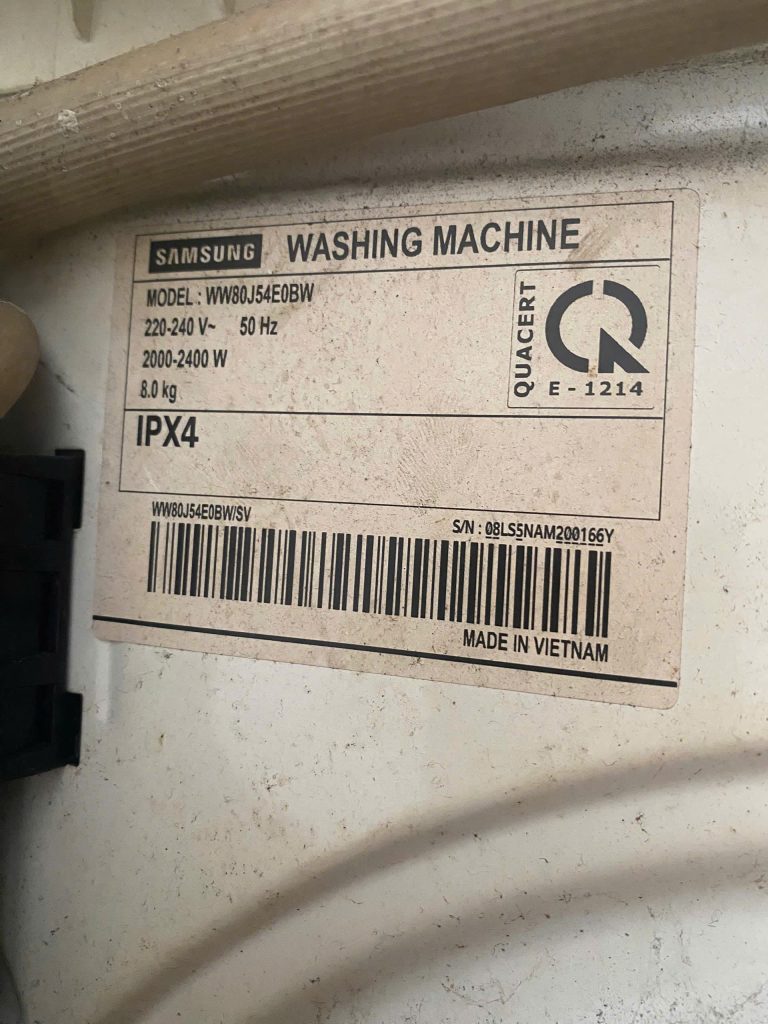 SAMSUNG WASHING MACHINE
MODEL : WW80J54E0BW
220-240 V~ 50 Hz
2000-2400 W
8.0 kg
QUACERT
E - 1214
IPX4
WW80J54E0BW/SV
S/N : 08LS5NAM200166Y
MADE IN VIETNAM